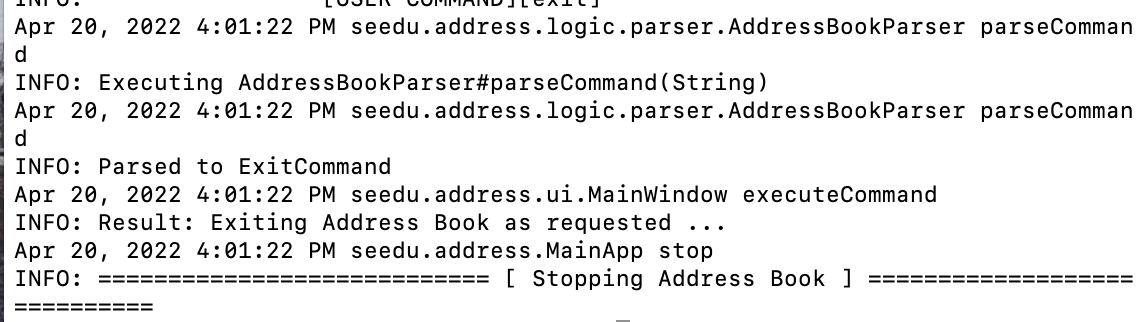 INFO: [USER COMMAND][exit]
Apr 20, 2022 4:01:22 PM seedu.address.logic.parser.AddressBookParser parseComman
d
INFO: Executing AddressBookParser#parseCommand(String)
Apr 20, 2022 4:01:22 PM seedu.address.logic.parser.AddressBookParser parseComman
d
INFO: Parsed to ExitCommand
Apr 20, 2022 4:01:22 PM seedu.address.ui.MainWindow executeCommand
INFO: Result: Exiting Address Book as requested ...
Apr 20, 2022 4:01:22 PM seedu.address.MainApp stop
INFO: ============================ [ Stopping Address Book ] ===================
==========